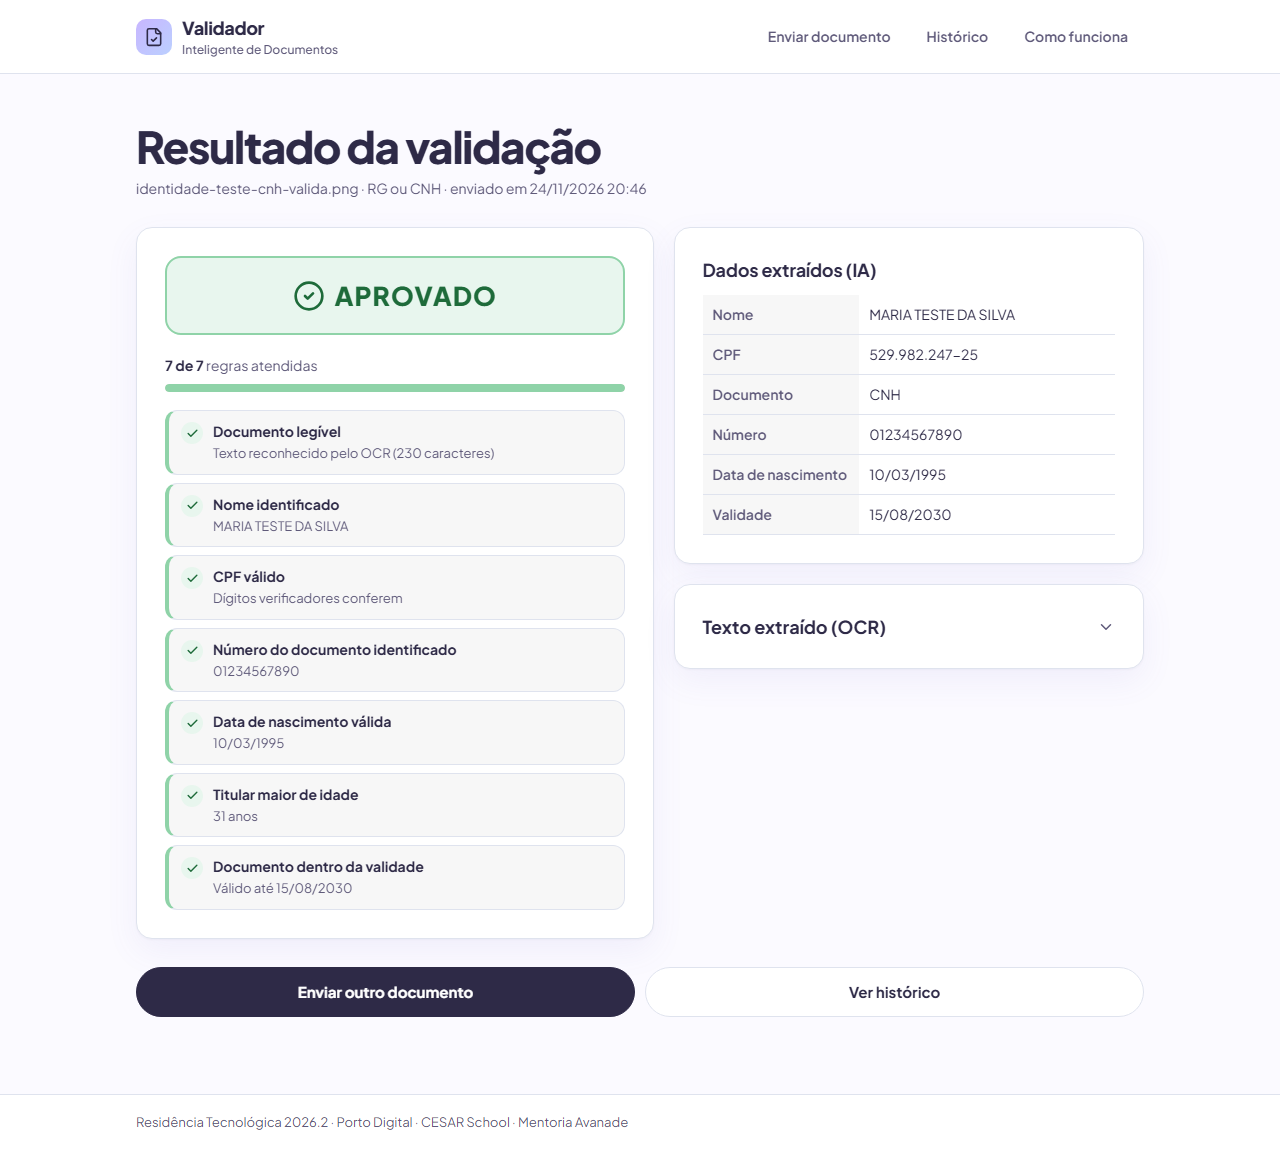 Validador
Inteligente de Documentos
Enviar documento
Histórico
Como funciona
Resultado da validação
identidade-teste-cnh-valida.png · RG ou CNH · enviado em 24/11/2026 20:46
APROVADO
7 de 7 regras atendidas
Documento legível
Texto reconhecido pelo OCR (230 caracteres)
Nome identificado
MARIA TESTE DA SILVA
CPF válido
Dígitos verificadores conferem
Número do documento identificado
01234567890
Data de nascimento válida
10/03/1995
Titular maior de idade
31 anos
Documento dentro da validade
Válido até 15/08/2030
Dados extraídos (IA)
Nome MARIA TESTE DA SILVA
CPF 529.982.247-25
Documento CNH
Número 01234567890
Data de nascimento 10/03/1995
Validade 15/08/2030
Texto extraído (OCR)
Enviar outro documento
Ver histórico
Residência Tecnológica 2026.2 · Porto Digital · CESAR School · Mentoria Avanade